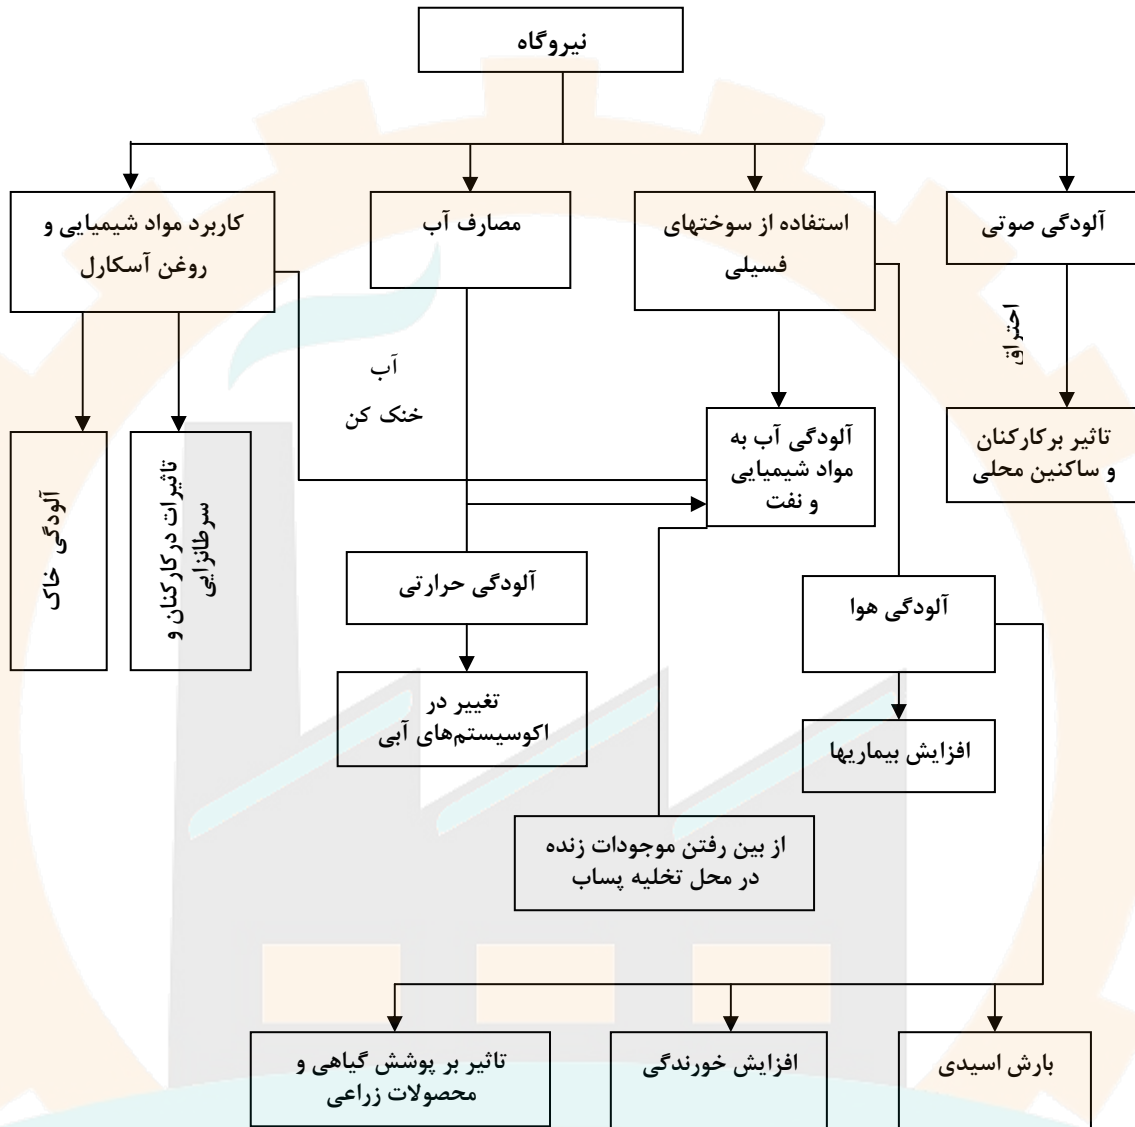 نیروگاه
آلودگی صوتی
استفاده از سوختهای
فسیلی
مصارف آب
کاربرد مواد شیمیایی و
روغن آسکارل
احتراق
آب
خنک کن
تاثیر برکارکنان
و ساکنین محلی
آلودگی آب به
مواد شیمیایی
و نفت
تاثیرات درکارکنان و
سرطانزایی
آلودگی خاک
آلودگی هوا
آلودگی حرارتی
افزایش بیماریها
تغییر در
اکوسیستم‌های آبی
از بین رفتن موجودات زنده
در محل تخلیه پساب
بارش اسیدی
افزایش خورندگی
تاثیر بر پوشش گیاهی و
محصولات زراعی